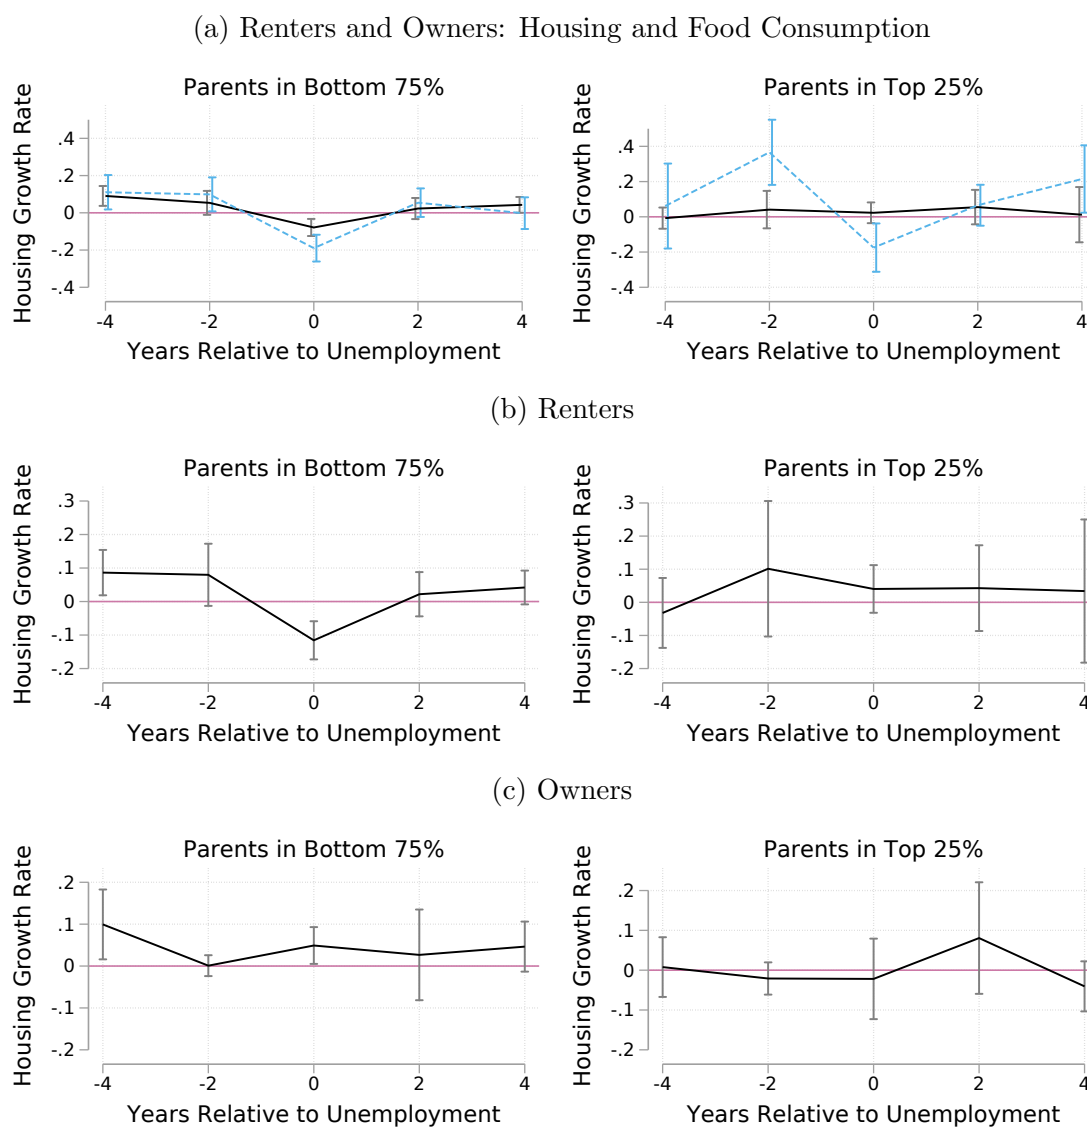 (a) Renters and Owners: Housing and Food Consumption
Parents in Bottom 75%
Housing Growth Rate
.4
.2
0
-.2
-.4
-4 -2 0 2 4
Years Relative to Unemployment
Parents in Top 25%
Housing Growth Rate
.4
.2
0
-.2
-.4
-4 -2 0 2 4
Years Relative to Unemployment
(b) Renters
Parents in Bottom 75%
Housing Growth Rate
.3
.2
.1
0
-.1
-.2
-4 -2 0 2 4
Years Relative to Unemployment
Parents in Top 25%
Housing Growth Rate
.3
.2
.1
0
-.1
-.2
-4 -2 0 2 4
Years Relative to Unemployment
(c) Owners
Parents in Bottom 75%
Housing Growth Rate
.2
.1
0
-.1
-.2
-4 -2 0 2 4
Years Relative to Unemployment
Parents in Top 25%
Housing Growth Rate
.2
.1
0
-.1
-.2
-4 -2 0 2 4
Years Relative to Unemployment